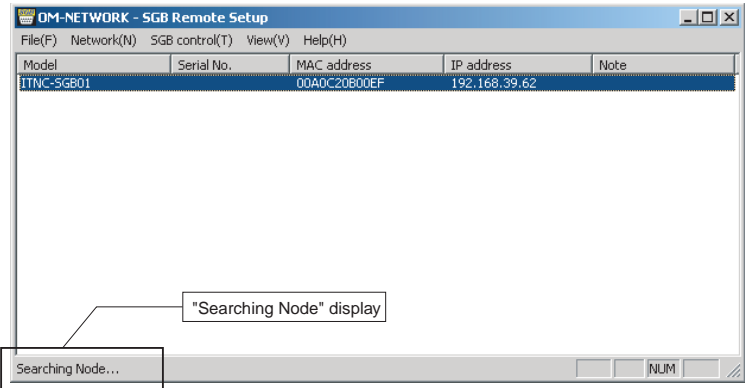 OM-NETWORK - SGB Remote Setup
File(F) Network(N) SGB control(T) View(V) Help(H)
Model Serial No. MAC address IP address Note
ITNC-SGB01 00A0C20B00EF 192.168.39.62
"Searching Node" display
Searching Node... NUM